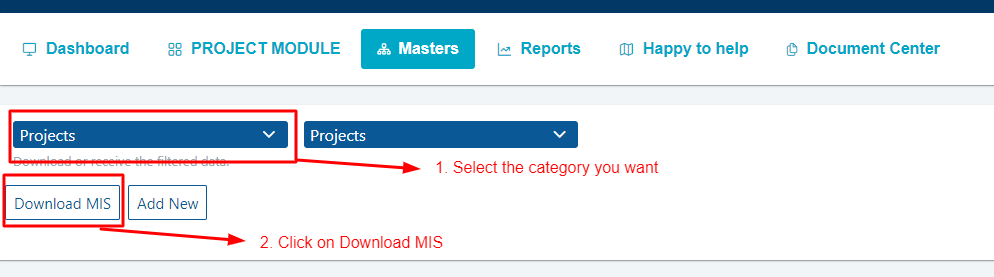 Dashboard PROJECT MODULE Masters Reports Happy to help Document Center
Projects Projects
Download or receive the filtered data.
1. Select the category you want
Download MIS Add New
2. Click on Download MIS